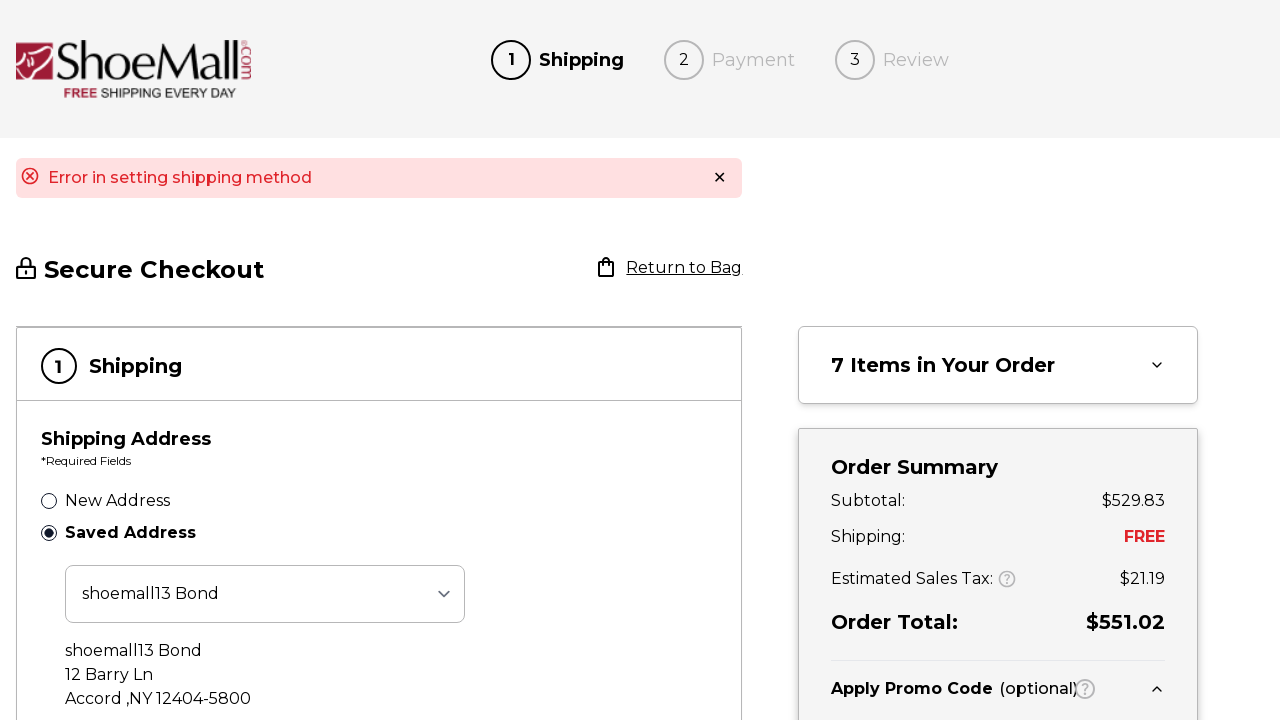 ShoeMall.com
FREE SHIPPING EVERY DAY
1 Shipping
2 Payment
3 Review
Error in setting shipping method
Secure Checkout
Return to Bag
1 Shipping
Shipping Address
*Required Fields
New Address
Saved Address
shoemall13 Bond
shoemall13 Bond
12 Barry Ln
Accord ,NY 12404-5800
7 Items in Your Order
Order Summary
Subtotal: $529.83
Shipping: FREE
Estimated Sales Tax: ? $21.19
Order Total: $551.02
Apply Promo Code (optional) ?